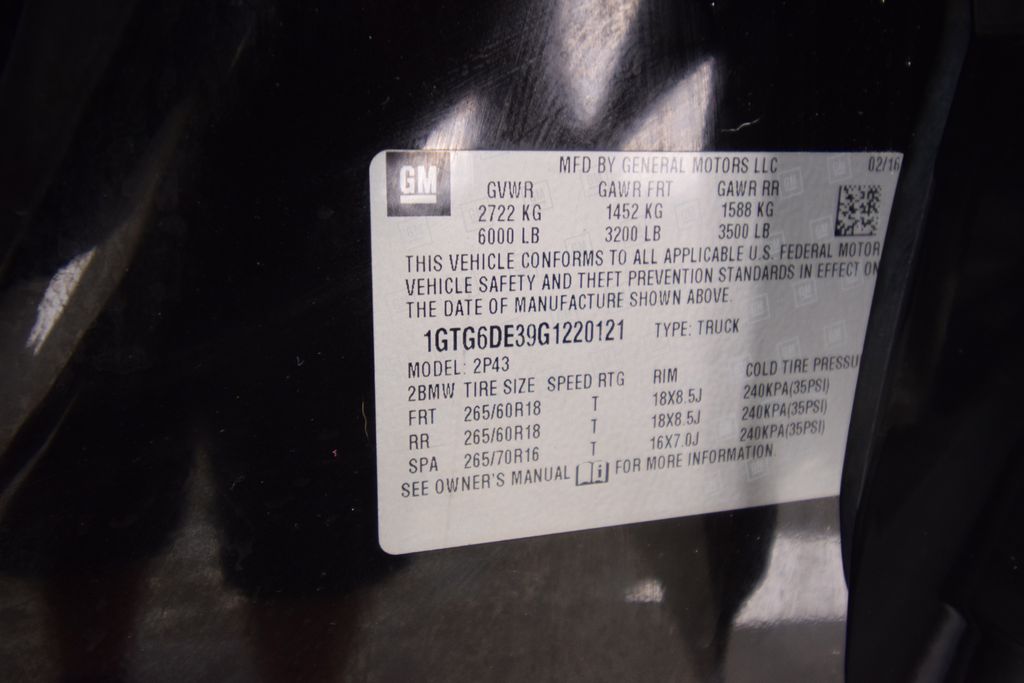 GM
MFD BY GENERAL MOTORS LLC 02/16
GVWR GAWR FRT GAWR RR
2722 KG 1452 KG 1588 KG
6000 LB 3200 LB 3500 LB
THIS VEHICLE CONFORMS TO ALL APPLICABLE U.S. FEDERAL MOTOR
VEHICLE SAFETY AND THEFT PREVENTION STANDARDS IN EFFECT ON
THE DATE OF MANUFACTURE SHOWN ABOVE.
1GTG6DE39G1220121 TYPE: TRUCK
MODEL: 2P43
2BMW TIRE SIZE SPEED RTG RIM COLD TIRE PRESSU
FRT 265/60R18 T 18X8.5J 240KPA(35PSI)
RR 265/60R18 T 18X8.5J 240KPA(35PSI)
SPA 265/70R16 T 16X7.0J 240KPA(35PSI)
SEE OWNER'S MANUAL i FOR MORE INFORMATION